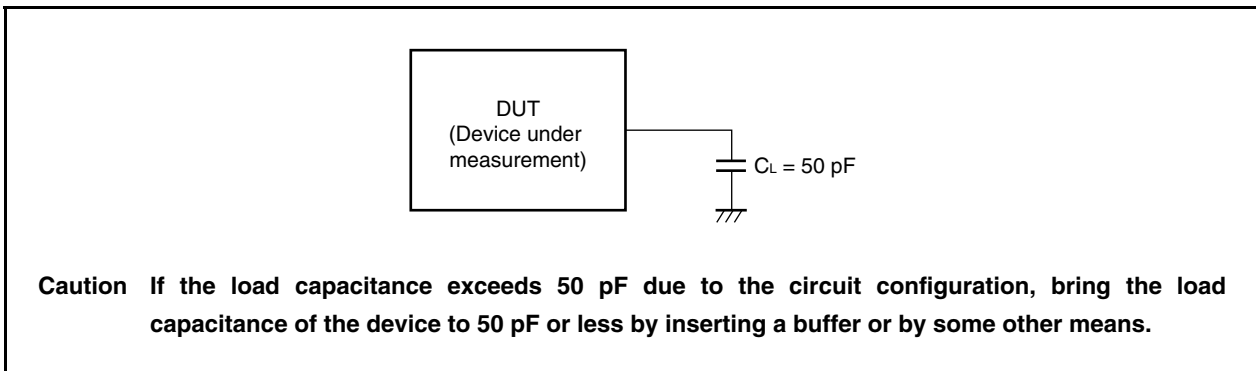 DUT
(Device under
measurement)
CL = 50 pF
Caution If the load capacitance exceeds 50 pF due to the circuit configuration, bring the load
capacitance of the device to 50 pF or less by inserting a buffer or by some other means.